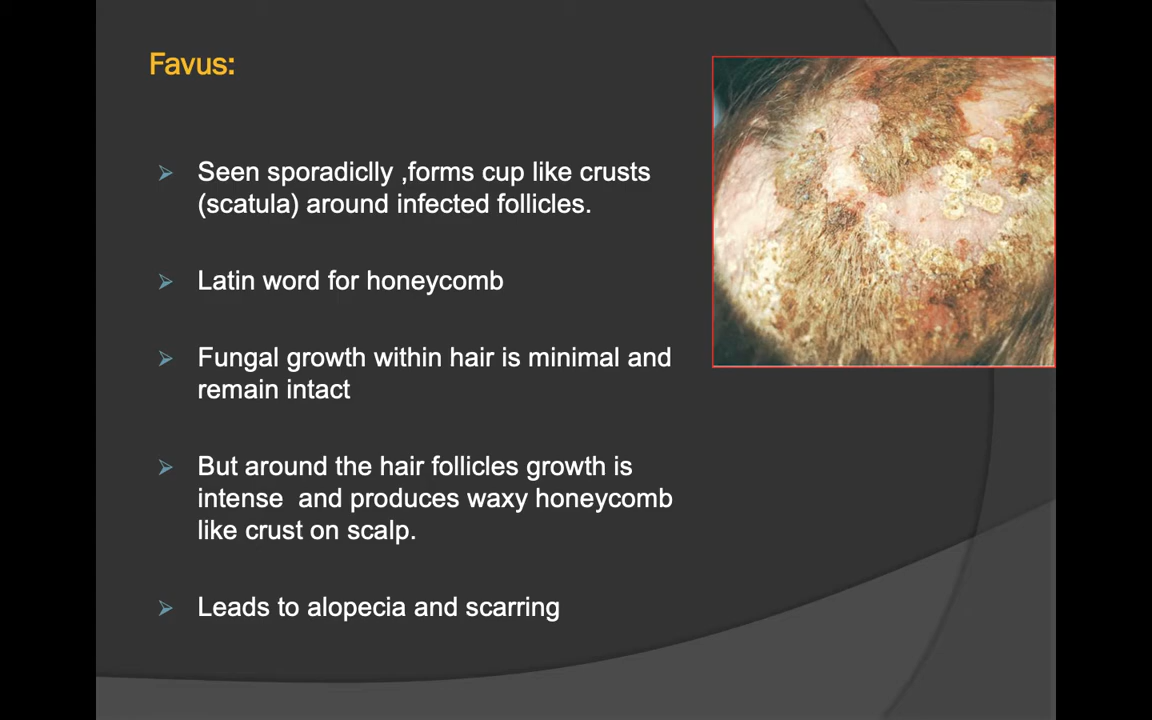 Favus:
Seen sporadiclly ,forms cup like crusts
(scatula) around infected follicles.
Latin word for honeycomb
Fungal growth within hair is minimal and
remain intact
But around the hair follicles growth is
intense  and produces waxy honeycomb
like crust on scalp.
Leads to alopecia and scarring